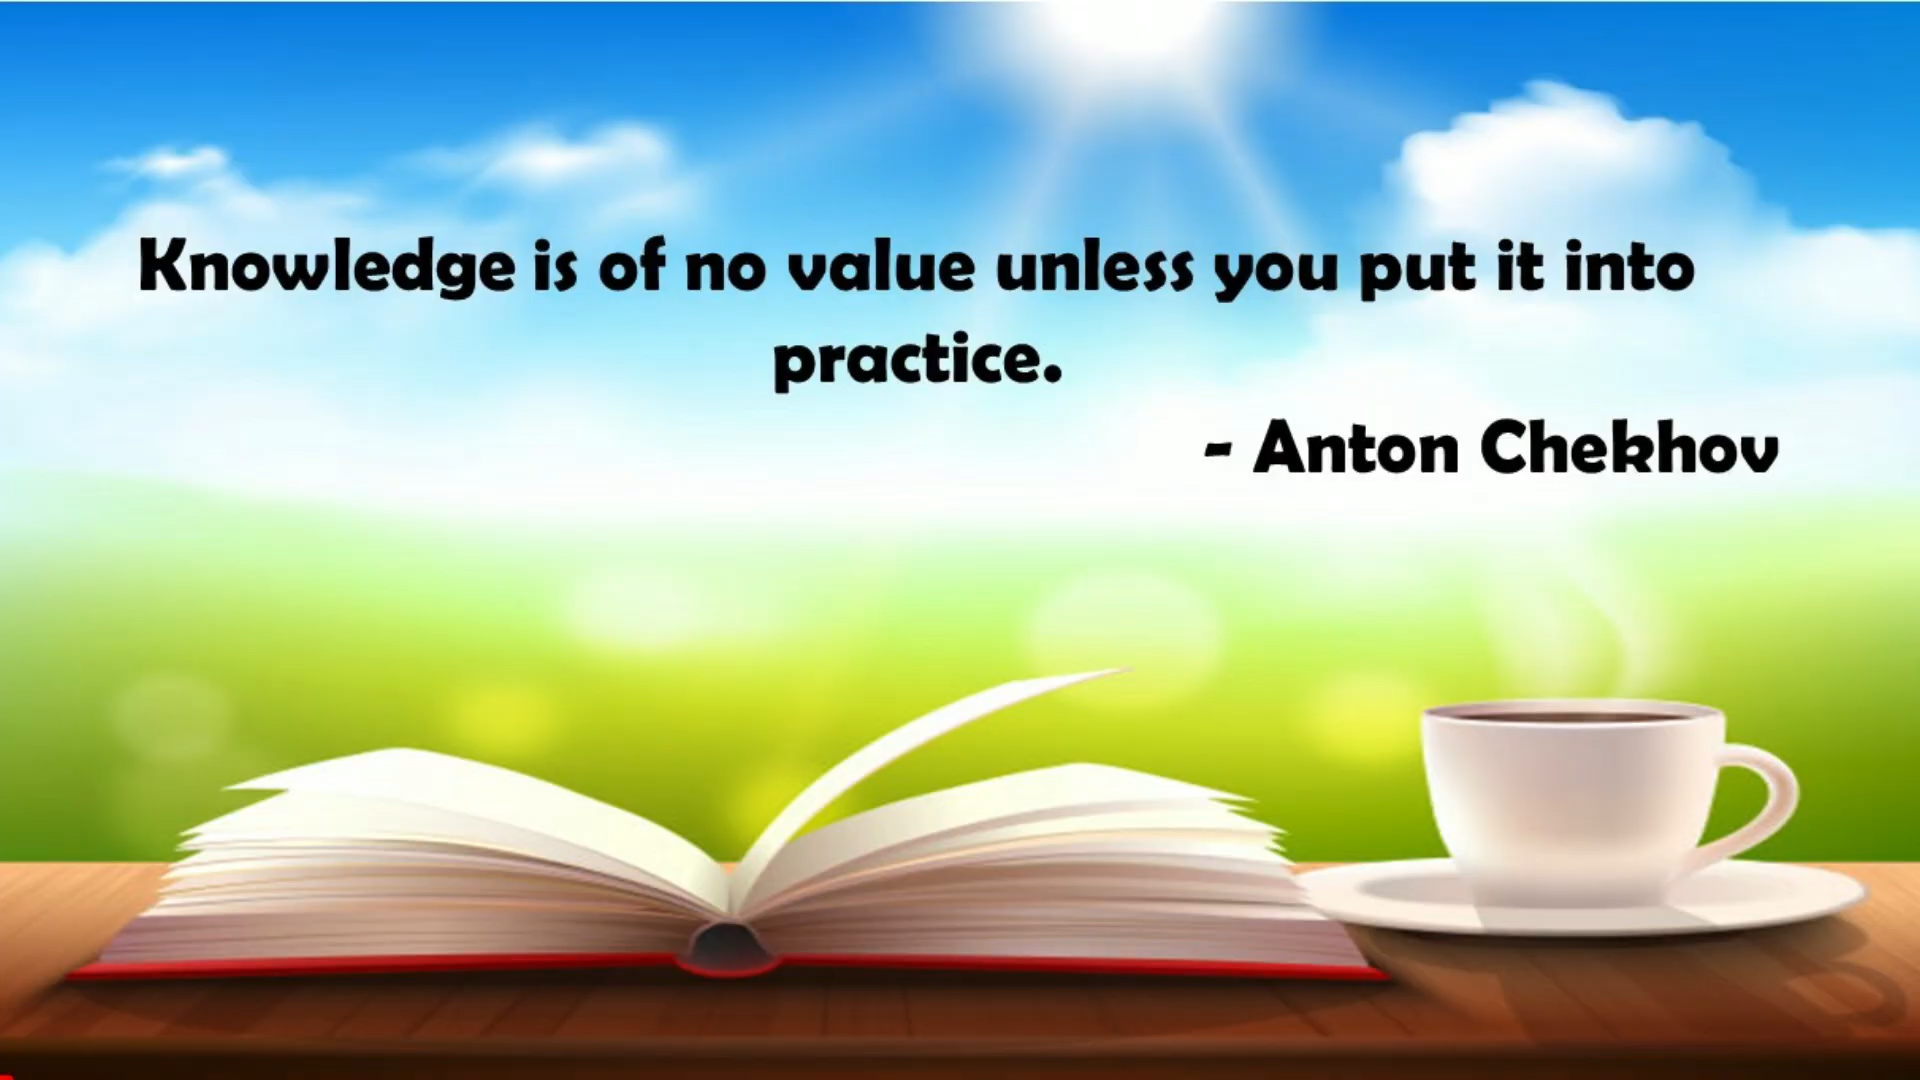 Knowledge is of no value unless you put it into
practice.
- Anton Chekhov